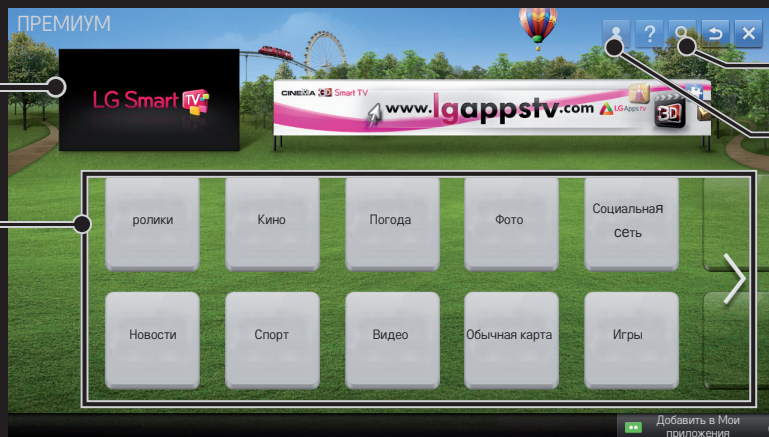 ПРЕМИУМ
?
LG Smart TV
CINEMA 3D Smart TV
www.lgappstv.com
LG Apps TV
3D
ролики
Кино
Погода
Фото
Социальная
сеть
Новости
Спорт
Видео
Обычная карта
Игры
Добавить в Мои
приложения